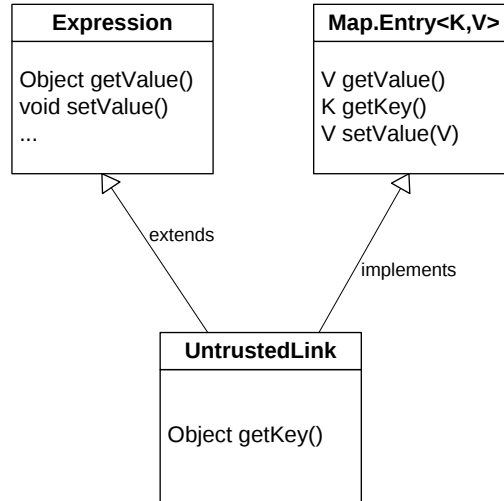 Expression
Object getValue()
void setValue()
...
Map.Entry<K,V>
V getValue()
K getKey()
V setValue(V)
extends
implements
UntrustedLink
Object getKey()